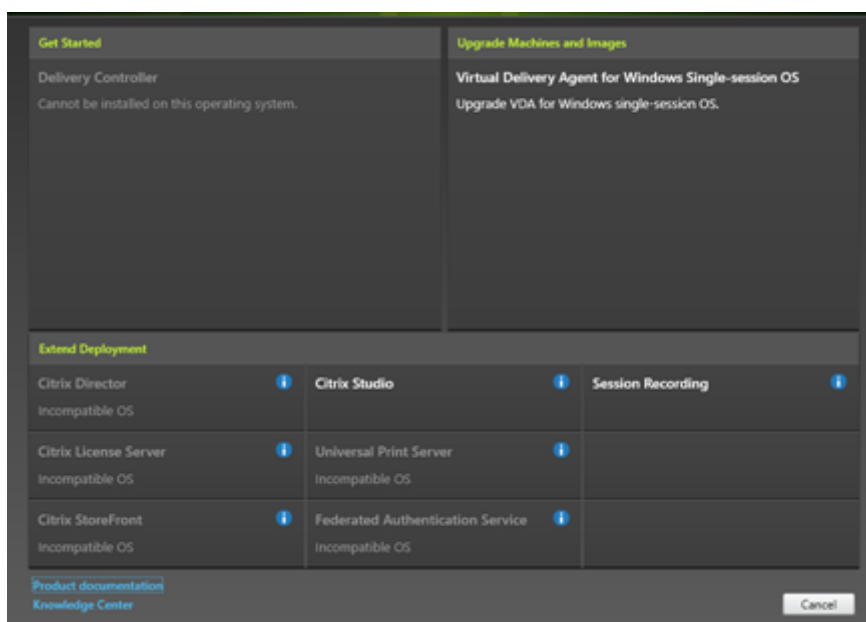 Get Started
Upgrade Machines and Images
Delivery Controller
Cannot be installed on this operating system.
Virtual Delivery Agent for Windows Single-session OS
Upgrade VDA for Windows single-session OS.
Extend Deployment
Citrix Director
Incompatible OS
Citrix Studio
Session Recording
Citrix License Server
Incompatible OS
Universal Print Server
Incompatible OS
Citrix StoreFront
Incompatible OS
Federated Authentication Service
Incompatible OS
Product documentation
Knowledge Center
Cancel